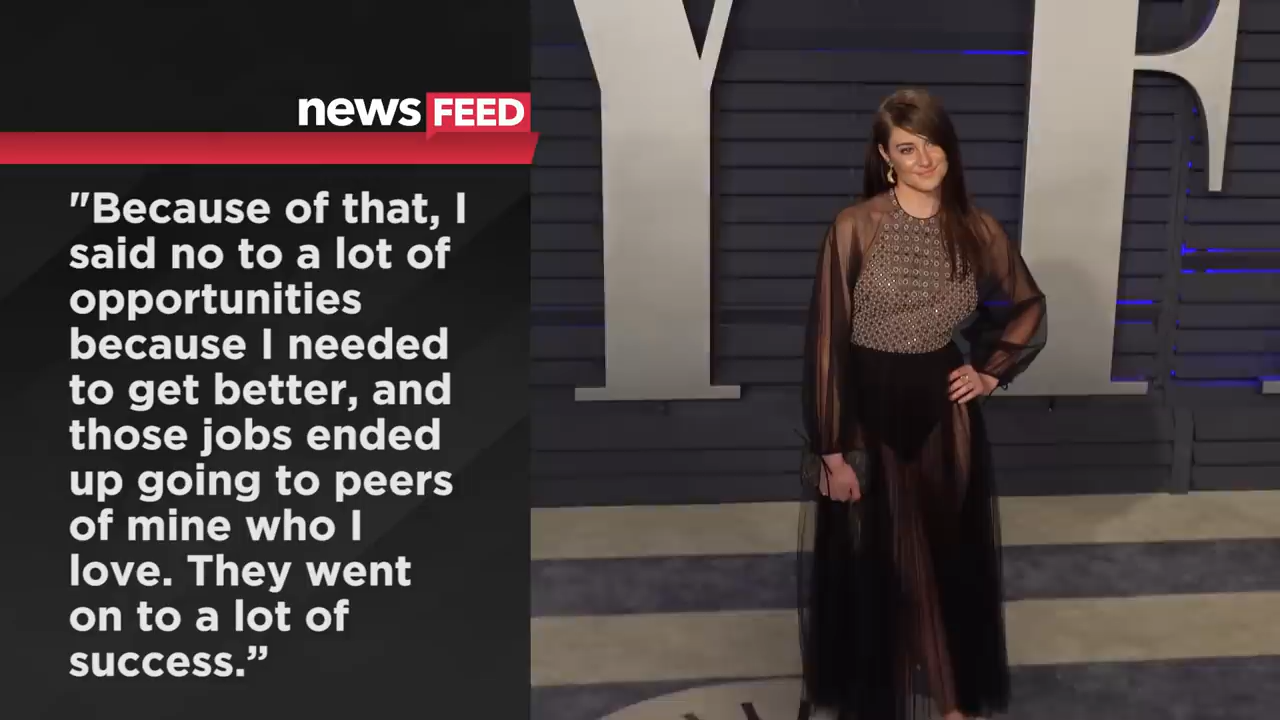 news FEED
"Because of that, I
said no to a lot of
opportunities
because I needed
to get better, and
those jobs ended
up going to peers
of mine who I
love. They went
on to a lot of
success.”
Y F